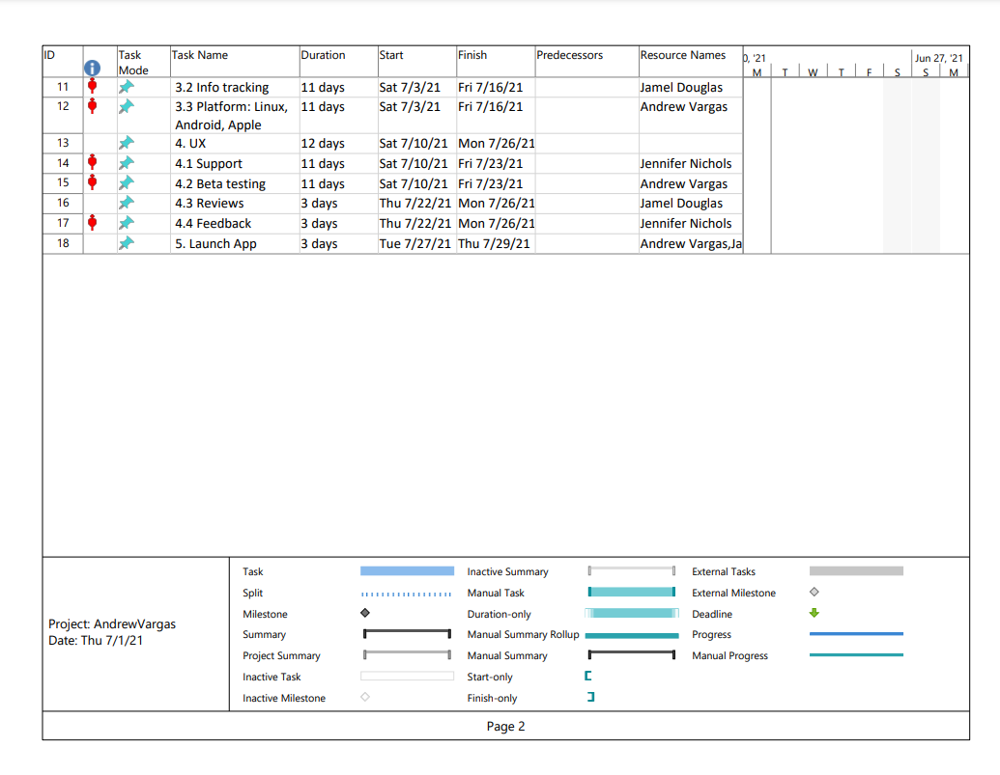 ID Task Mode Task Name Duration Start Finish Predecessors Resource Names 0, '21 Jun 27, '21
M T W T F S S M
11 3.2 Info tracking 11 days Sat 7/3/21 Fri 7/16/21 Jamel Douglas
12 3.3 Platform: Linux, 11 days Sat 7/3/21 Fri 7/16/21 Andrew Vargas
Android, Apple
13 4. UX 12 days Sat 7/10/21 Mon 7/26/21
14 4.1 Support 11 days Sat 7/10/21 Fri 7/23/21 Jennifer Nichols
15 4.2 Beta testing 11 days Sat 7/10/21 Fri 7/23/21 Andrew Vargas
16 4.3 Reviews 3 days Thu 7/22/21 Mon 7/26/21 Jamel Douglas
17 4.4 Feedback 3 days Thu 7/22/21 Mon 7/26/21 Jennifer Nichols
18 5. Launch App 3 days Tue 7/27/21 Thu 7/29/21 Andrew Vargas,Ja
Project: AndrewVargas
Date: Thu 7/1/21
Task
Split
Milestone
Summary
Project Summary
Inactive Task
Inactive Milestone
Inactive Summary
Manual Task
Duration-only
Manual Summary Rollup
Manual Summary
Start-only
Finish-only
External Tasks
External Milestone
Deadline
Progress
Manual Progress
Page 2